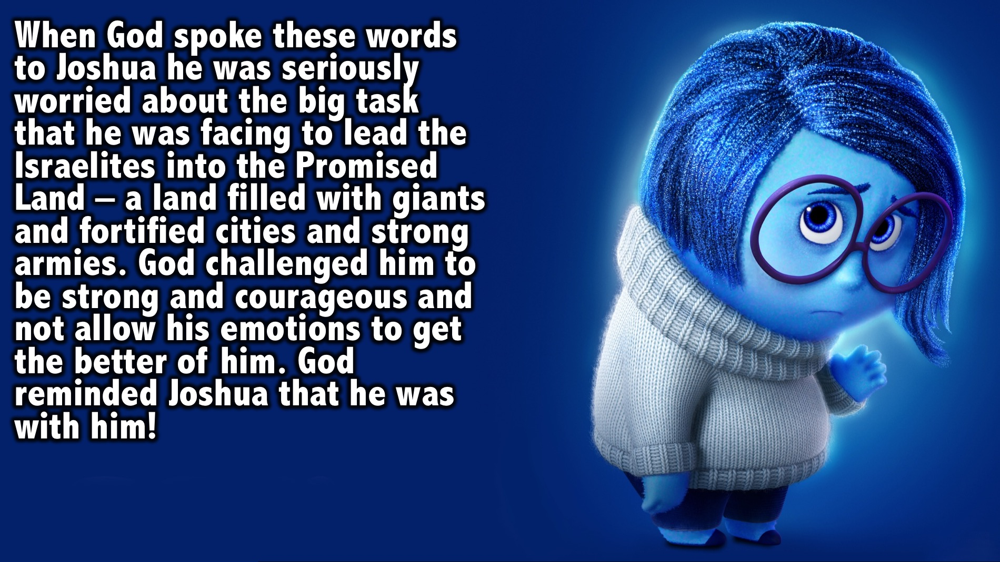 When God spoke these words
to Joshua he was seriously
worried about the big task
that he was facing to lead the
Israelites into the Promised
Land – a land filled with giants
and fortified cities and strong
armies. God challenged him to
be strong and courageous and
not allow his emotions to get
the better of him. God
reminded Joshua that he was
with him!